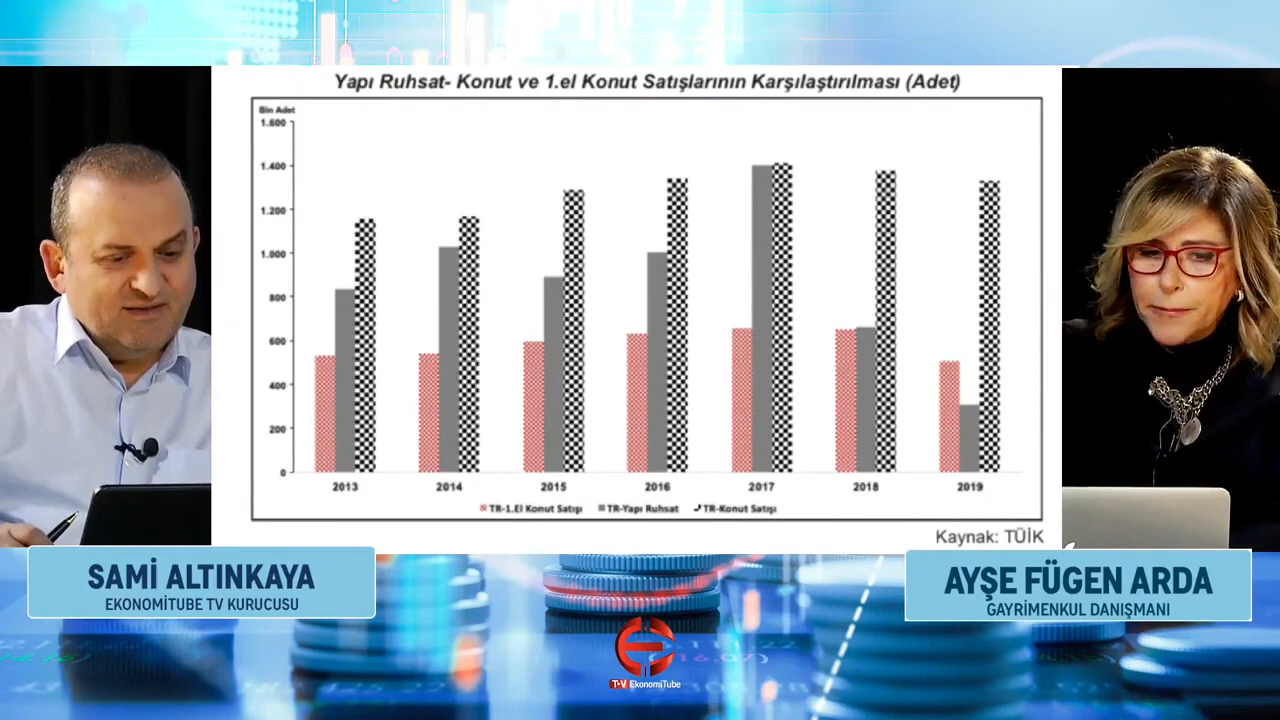 Yapı Ruhsat- Konut ve 1.el Konut Satışlarının Karşılaştırılması (Adet)
Bin Adet
1.600
1.400
1.200
1.000
800
600
400
200
0
2013 2014 2015 2016 2017 2018 2019
TR-1.El Konut Satışı TR-Yapı Ruhsat TR-Konut Satışı
Kaynak: TÜİK
SAMİ ALTINKAYA
EKONOMİTUBE TV KURUCUSU
AYŞE FÜGEN ARDA
GAYRİMENKUL DANIŞMANI
TV EkonomiTube